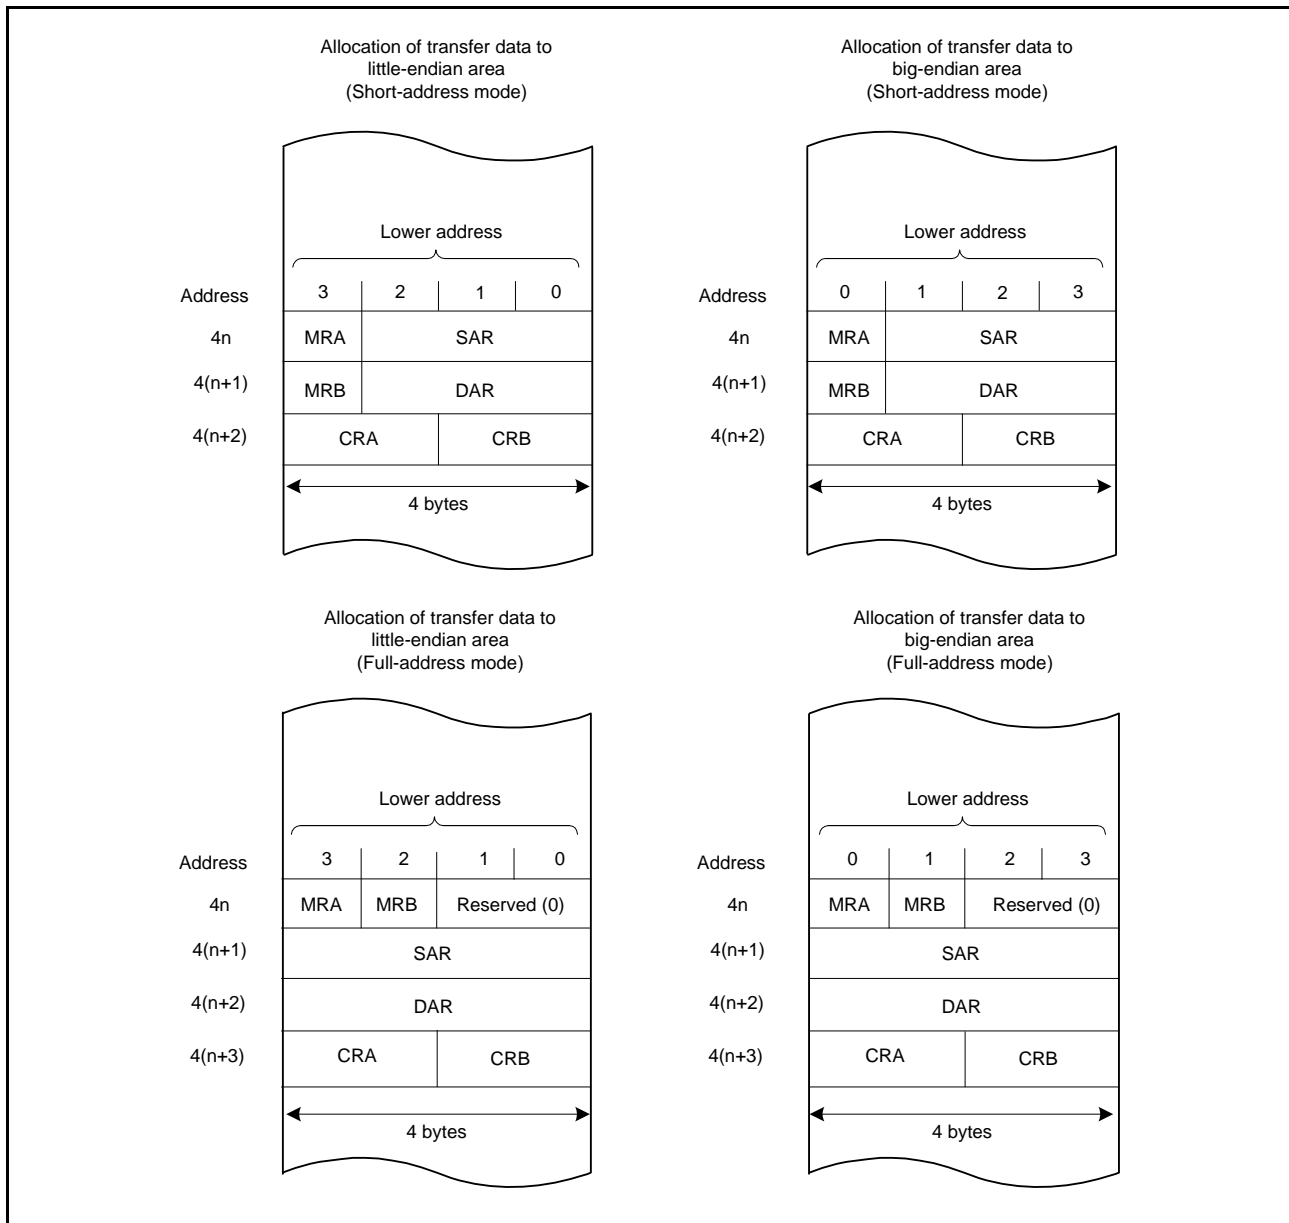 Allocation of transfer data to
little-endian area
(Short-address mode)
Lower address
Address 3 2 1 0
4n MRA SAR
4(n+1) MRB DAR
4(n+2) CRA CRB
4 bytes
Allocation of transfer data to
big-endian area
(Short-address mode)
Lower address
Address 0 1 2 3
4n MRA SAR
4(n+1) MRB DAR
4(n+2) CRA CRB
4 bytes
Allocation of transfer data to
little-endian area
(Full-address mode)
Lower address
Address 3 2 1 0
4n MRA MRB Reserved (0)
4(n+1) SAR
4(n+2) DAR
4(n+3) CRA CRB
4 bytes
Allocation of transfer data to
big-endian area
(Full-address mode)
Lower address
Address 0 1 2 3
4n MRA MRB Reserved (0)
4(n+1) SAR
4(n+2) DAR
4(n+3) CRA CRB
4 bytes